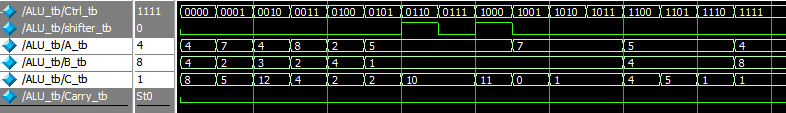 /ALU_tb/Ctrl_tb 1111 0000 0001 0010 0011 0100 0101 0110 0111 1000 1001 1010 1011 1100 1101 1110 1111
/ALU_tb/shifter_tb 0
/ALU_tb/A_tb 4 4 7 4 8 2 5 7 5 4
/ALU_tb/B_tb 8 4 2 3 2 4 1 4 8
/ALU_tb/C_tb 1 8 5 12 4 2 2 10 11 0 1 4 5 1 1
/ALU_tb/Carry_tb St0